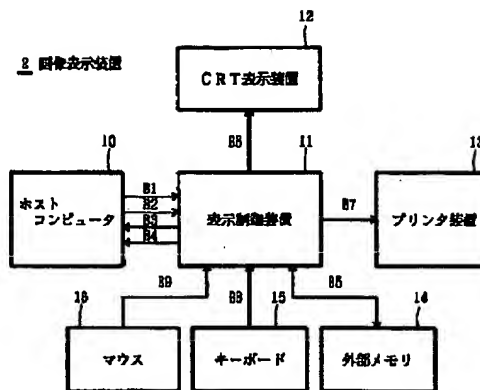 12
2 画像表示装置
CRT表示装置
10
11
13
ホスト
コンピュータ
B1
B2
B3
B4
表示制御装置
B7
プリンタ装置
B9
B5
16
15
14
マウス
キーボード
外部メモリ